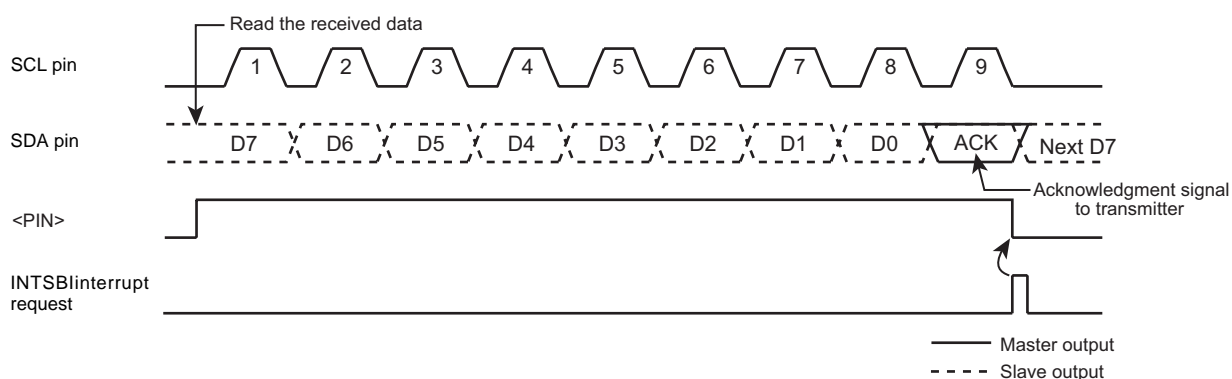 Read the received data
SCL pin
1 2 3 4 5 6 7 8 9
SDA pin
D7 D6 D5 D4 D3 D2 D1 D0 ACK Next D7
Acknowledgment signal
to transmitter
<PIN>
INTSBIinterrupt
request
Master output
Slave output